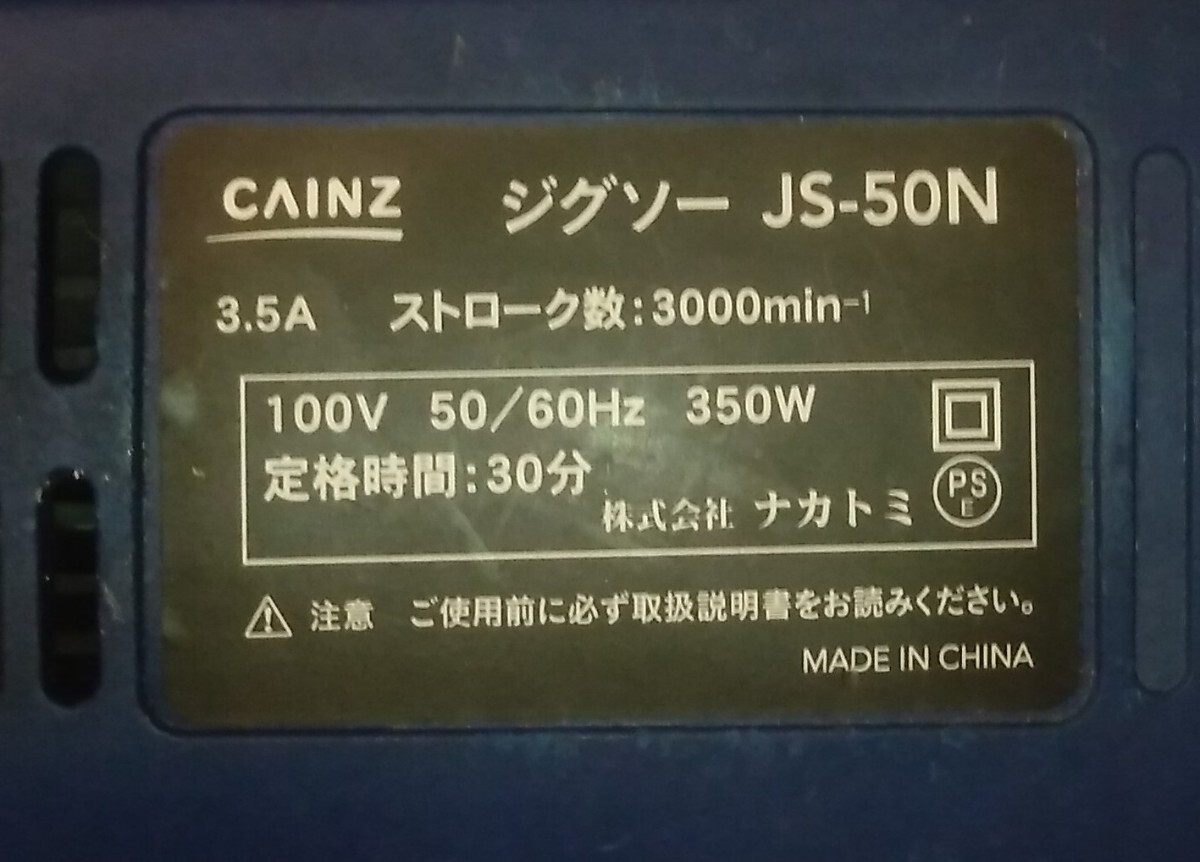 CAINZ ジグソー JS-50N
3.5A ストローク数:3000min⁻¹
100V 50/60Hz 350W
定格時間:30分
株式会社 ナカトミ
PS
E
注意 ご使用前に必ず取扱説明書をお読みください。
MADE IN CHINA